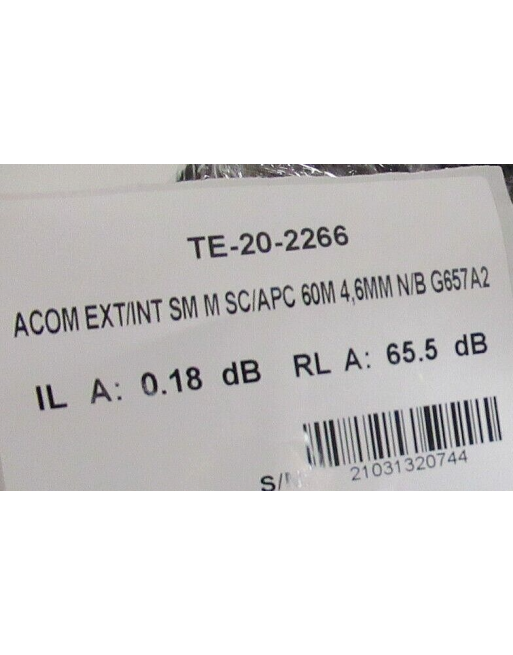 TE-20-2266
ACOM EXT/INT SM M SC/APC 60M 4,6MM N/B G657A2
IL A: 0.18 dB RL A: 65.5 dB
S/N
21031320744